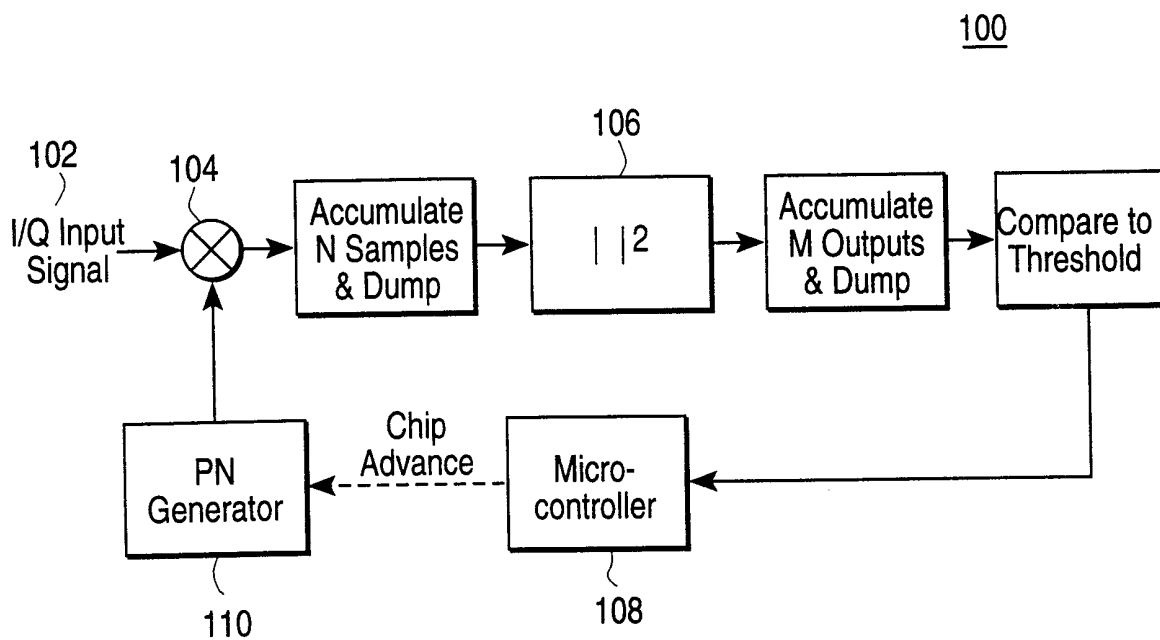 100
102
I/Q Input
Signal
104
Accumulate
N Samples
& Dump
106
| |2
Accumulate
M Outputs
& Dump
Compare to
Threshold
PN
Generator
110
Chip
Advance
Micro-
controller
108